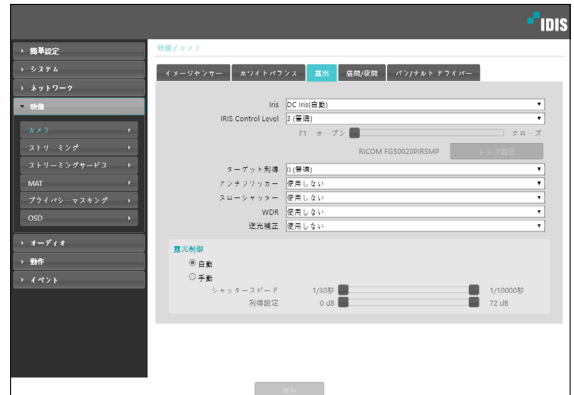 IDIS
簡単設定
システム
ネットワーク
映像
カメラ
ストリーミング
ストリーミングサービス
MAT
プライバシーマスキング
OSD
オーディオ
動作
イベント
映像 / カメラ
イメージセンサー ホワイトバランス 露出 昼間/夜間 パン/チルト ドライバー
Iris DC Iris(自動)
IRIS Control Level 3 (普通)
F1 オープン クローズ
RICOM FG50020PIR5MP レンズ設定
ターゲット利得 0 (普通)
アンチフリッカー 使用しない
スローシャッター 使用しない
WDR 使用しない
逆光補正 使用しない
露光制御
自動
手動
シャッタースピード 1/30秒 1/10000秒
利得設定 0 dB 72 dB